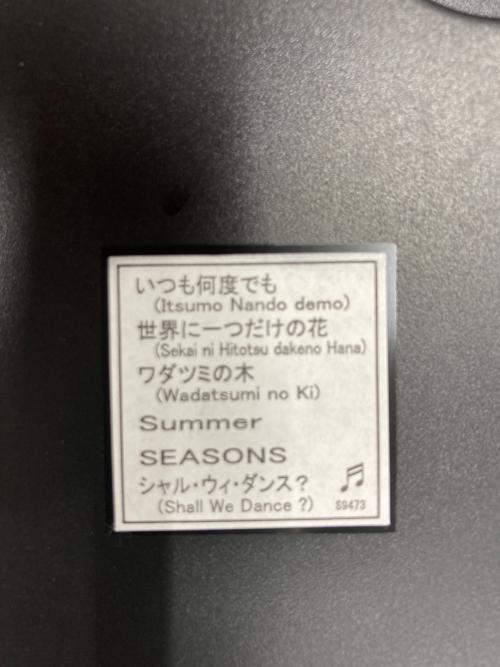 いつも何度でも
(Itsumo Nando demo)
世界に一つだけの花
(Sekai ni Hitotsu dakeno Hana)
ワダツミの木
(Wadatsumi no Ki)
Summer
SEASONS
シャル・ウィ・ダンス？
(Shall We Dance ?)
S9473